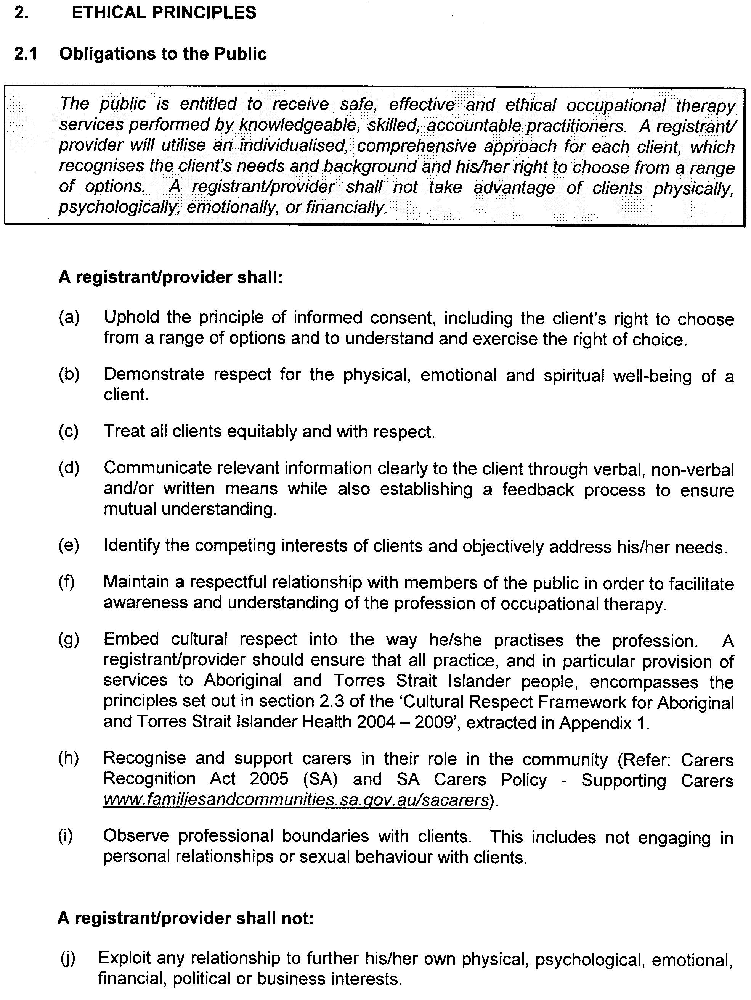 2. ETHICAL PRINCIPLES
2.1 Obligations to the Public
The public is entitled to receive safe, effective and ethical occupational therapy
services performed by knowledgeable, skilled, accountable practitioners. A registrant/
provider will utilise an individualised, comprehensive approach for each client, which
recognises the client's needs and background and his/her right to choose from a range
of options. A registrant/provider shall not take advantage of clients physically,
psychologically, emotionally, or financially.
A registrant/provider shall:
(a) Uphold the principle of informed consent, including the client's right to choose
from a range of options and to understand and exercise the right of choice.
(b) Demonstrate respect for the physical, emotional and spiritual well-being of a
client.
(c) Treat all clients equitably and with respect.
(d) Communicate relevant information clearly to the client through verbal, non-verbal
and/or written means while also establishing a feedback process to ensure
mutual understanding.
(e) Identify the competing interests of clients and objectively address his/her needs.
(f) Maintain a respectful relationship with members of the public in order to facilitate
awareness and understanding of the profession of occupational therapy.
(g) Embed cultural respect into the way he/she practises the profession. A
registrant/provider should ensure that all practice, and in particular provision of
services to Aboriginal and Torres Strait Islander people, encompasses the
principles set out in section 2.3 of the ‘Cultural Respect Framework for Aboriginal
and Torres Strait Islander Health 2004 – 2009’, extracted in Appendix 1.
(h) Recognise and support carers in their role in the community (Refer: Carers
Recognition Act 2005 (SA) and SA Carers Policy - Supporting Carers
www.familiesandcommunities.sa.gov.au/sacarers).
(i) Observe professional boundaries with clients. This includes not engaging in
personal relationships or sexual behaviour with clients.
A registrant/provider shall not:
(j) Exploit any relationship to further his/her own physical, psychological, emotional,
financial, political or business interests.